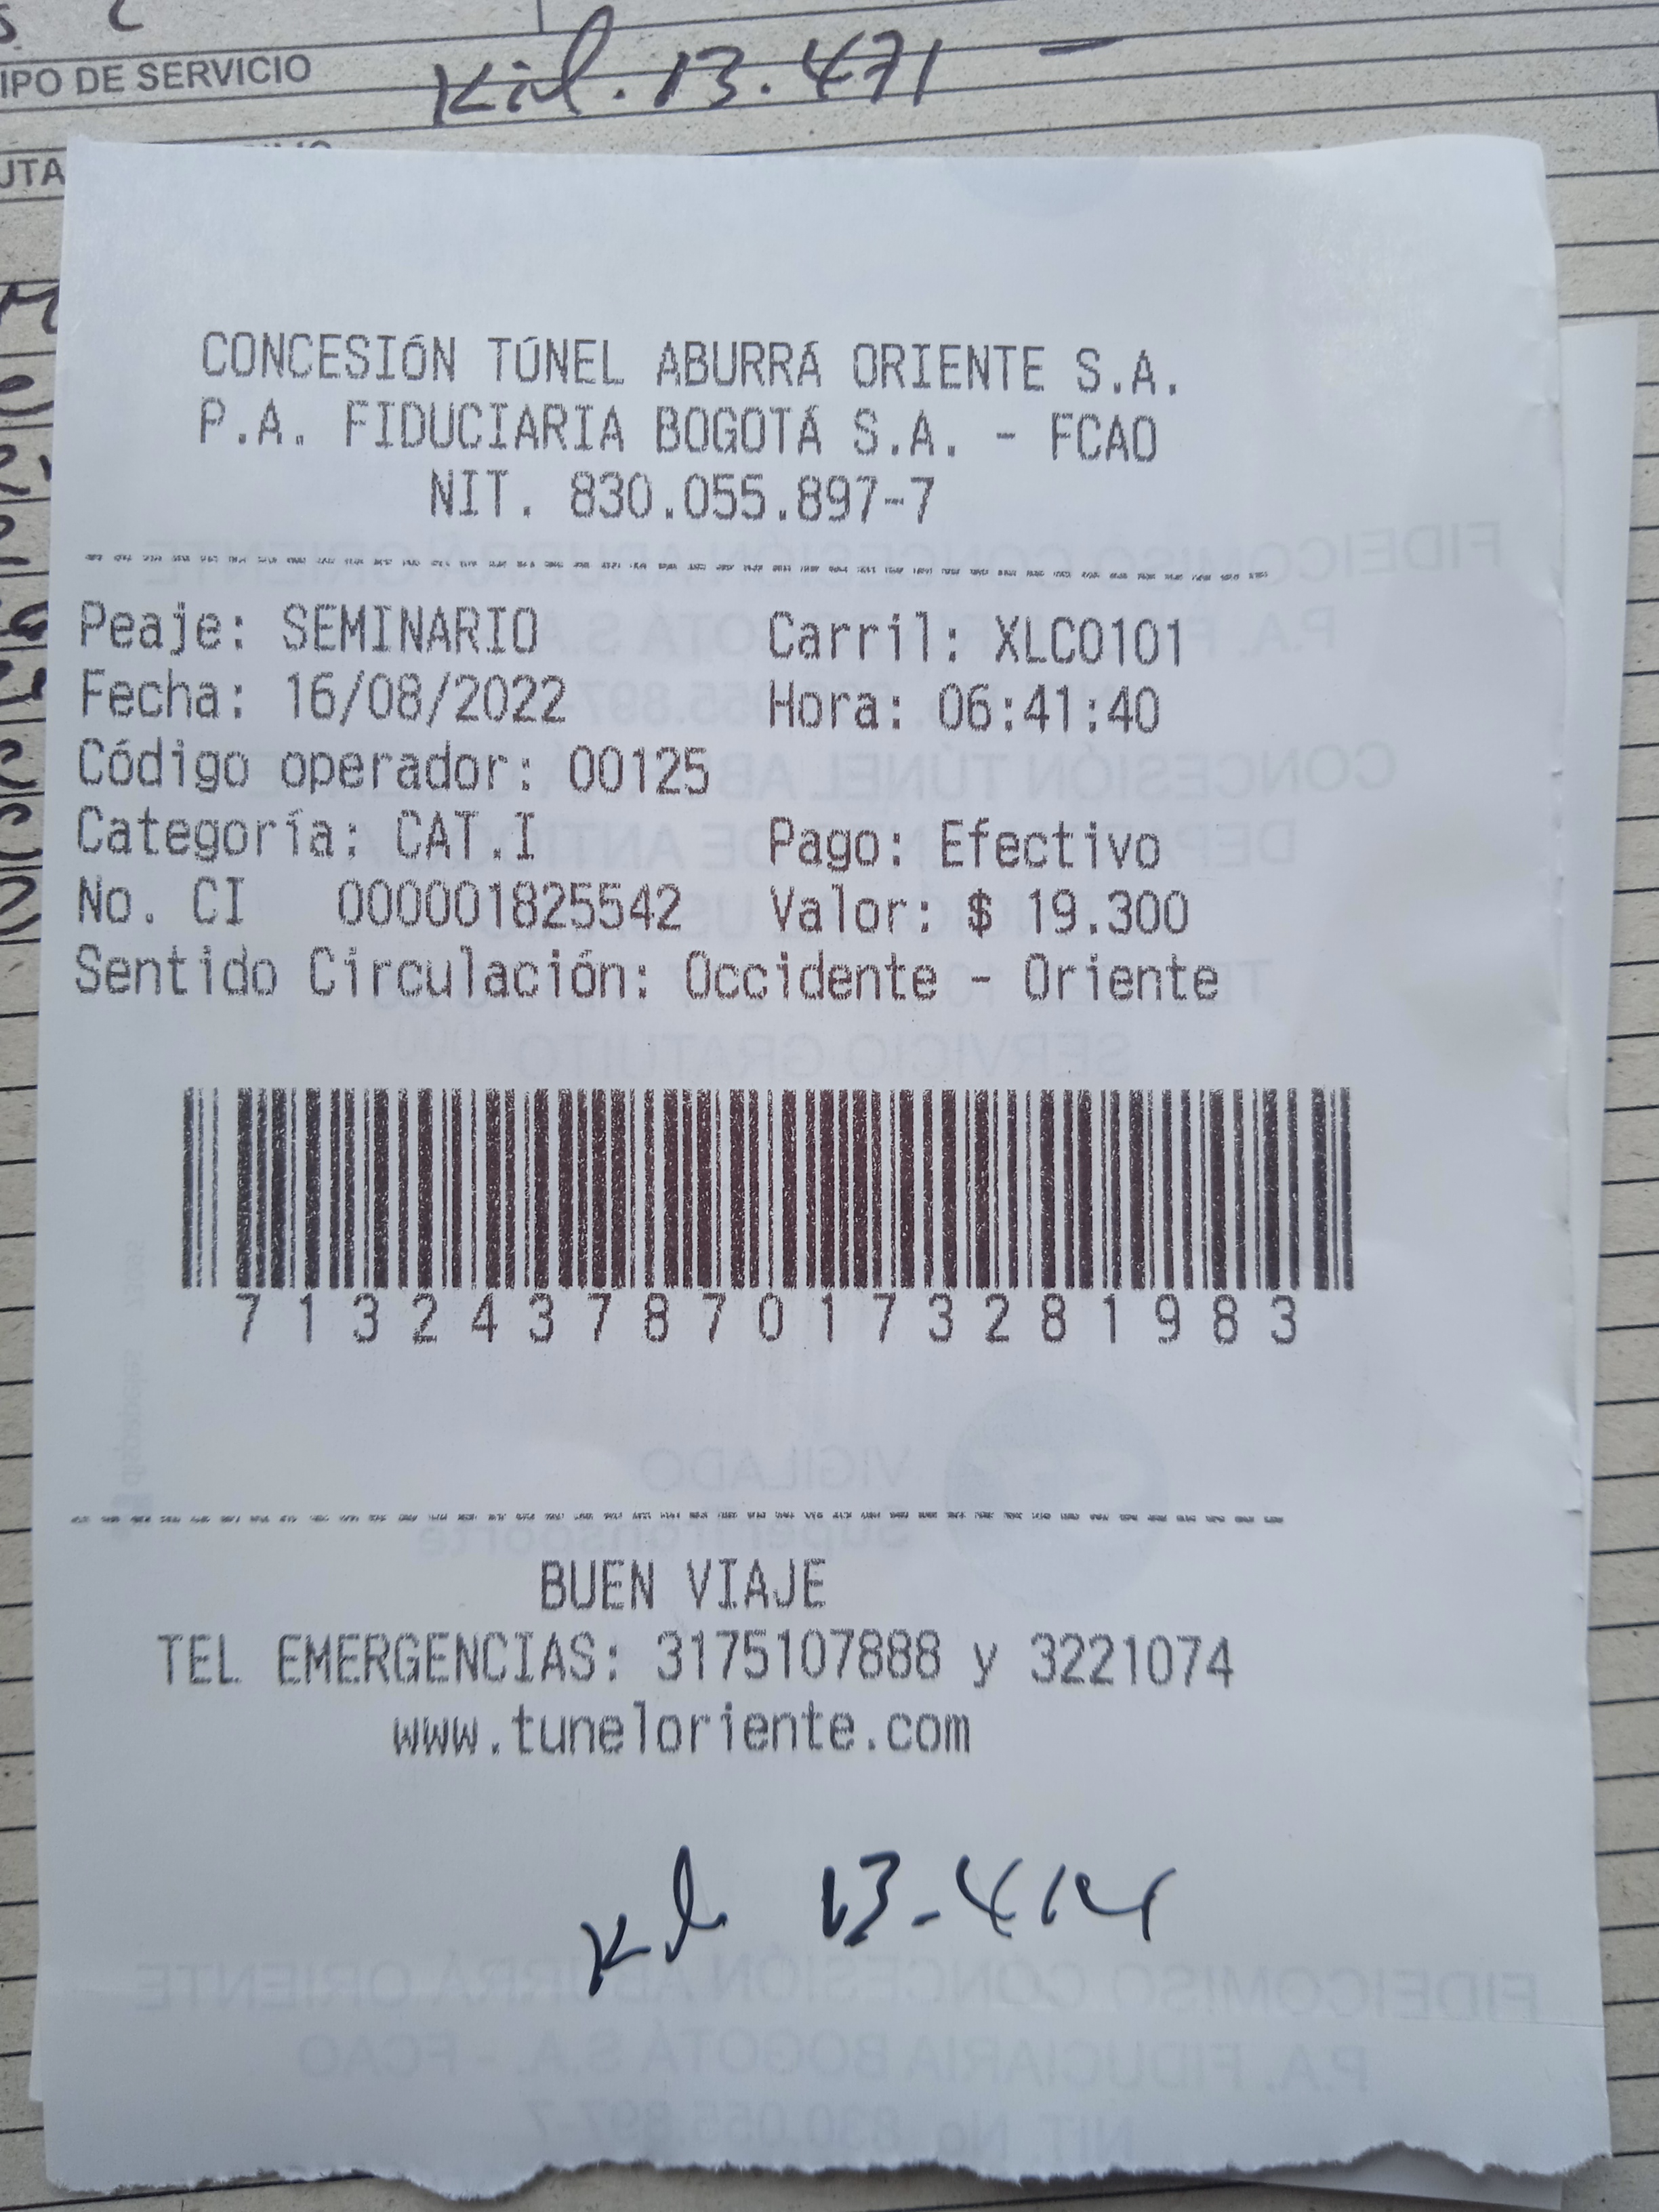 IPO DE SERVICIO
Kil. 13.471 -
UTA
CONCESIÓN TÚNEL ABURRÁ ORIENTE S.A.
P.A. FIDUCIARIA BOGOTÁ S.A. - FCAO
NIT. 830.055.897-7
Peaje: SEMINARIO Carril: XLC0101
Fecha: 16/08/2022 Hora: 06:41:40
Código operador: 00125
Categoría: CAT.I Pago: Efectivo
No. CI 000001825542 Valor: $ 19.300
Sentido Circulación: Occidente - Oriente
7132437870173281983
BUEN VIAJE
TEL EMERGENCIAS: 3175107888 y 3221074
www.tuneloriente.com
Kil